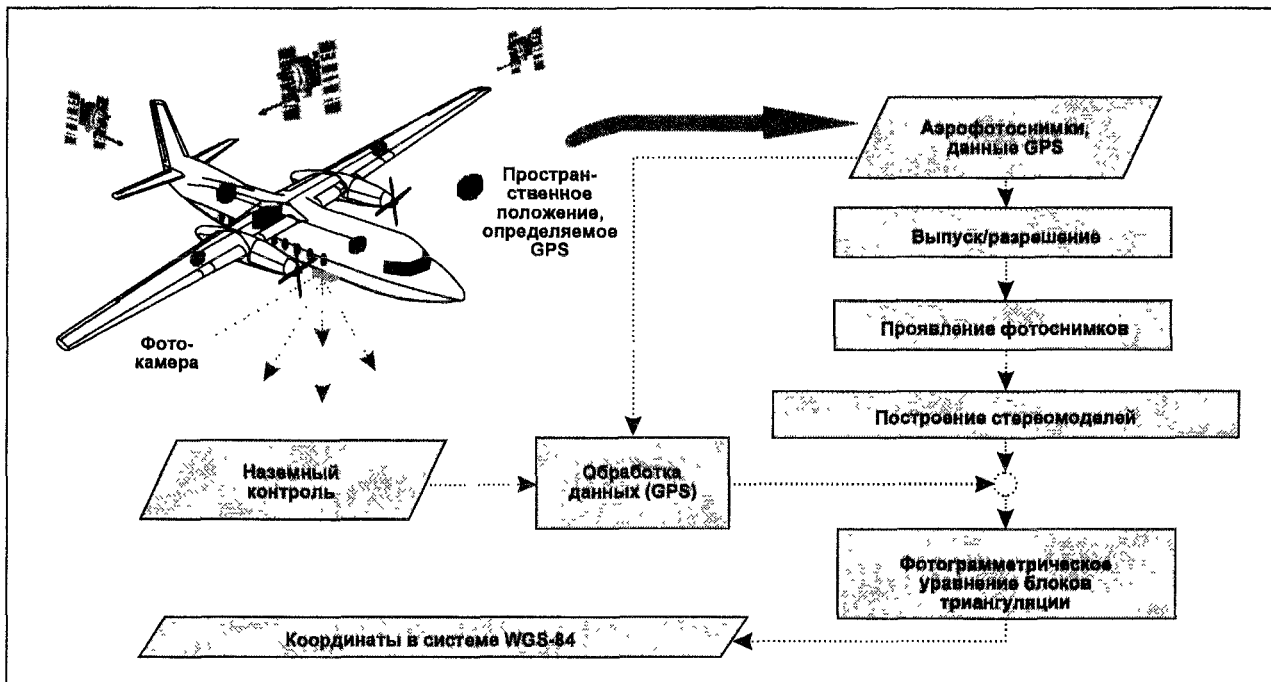 Аэрофотоснимки,
данные GPS
Простран-
ственное
положение,
определяемое
GPS
Выпуск/разрешение
Проявление фотоснимков
Фото-
камера
Построение стереомоделей
Наземный
контроль
Обработка
данных (GPS)
Фотограмметрическое
уравнение блоков
триангуляции
Координаты в системе WGS-84